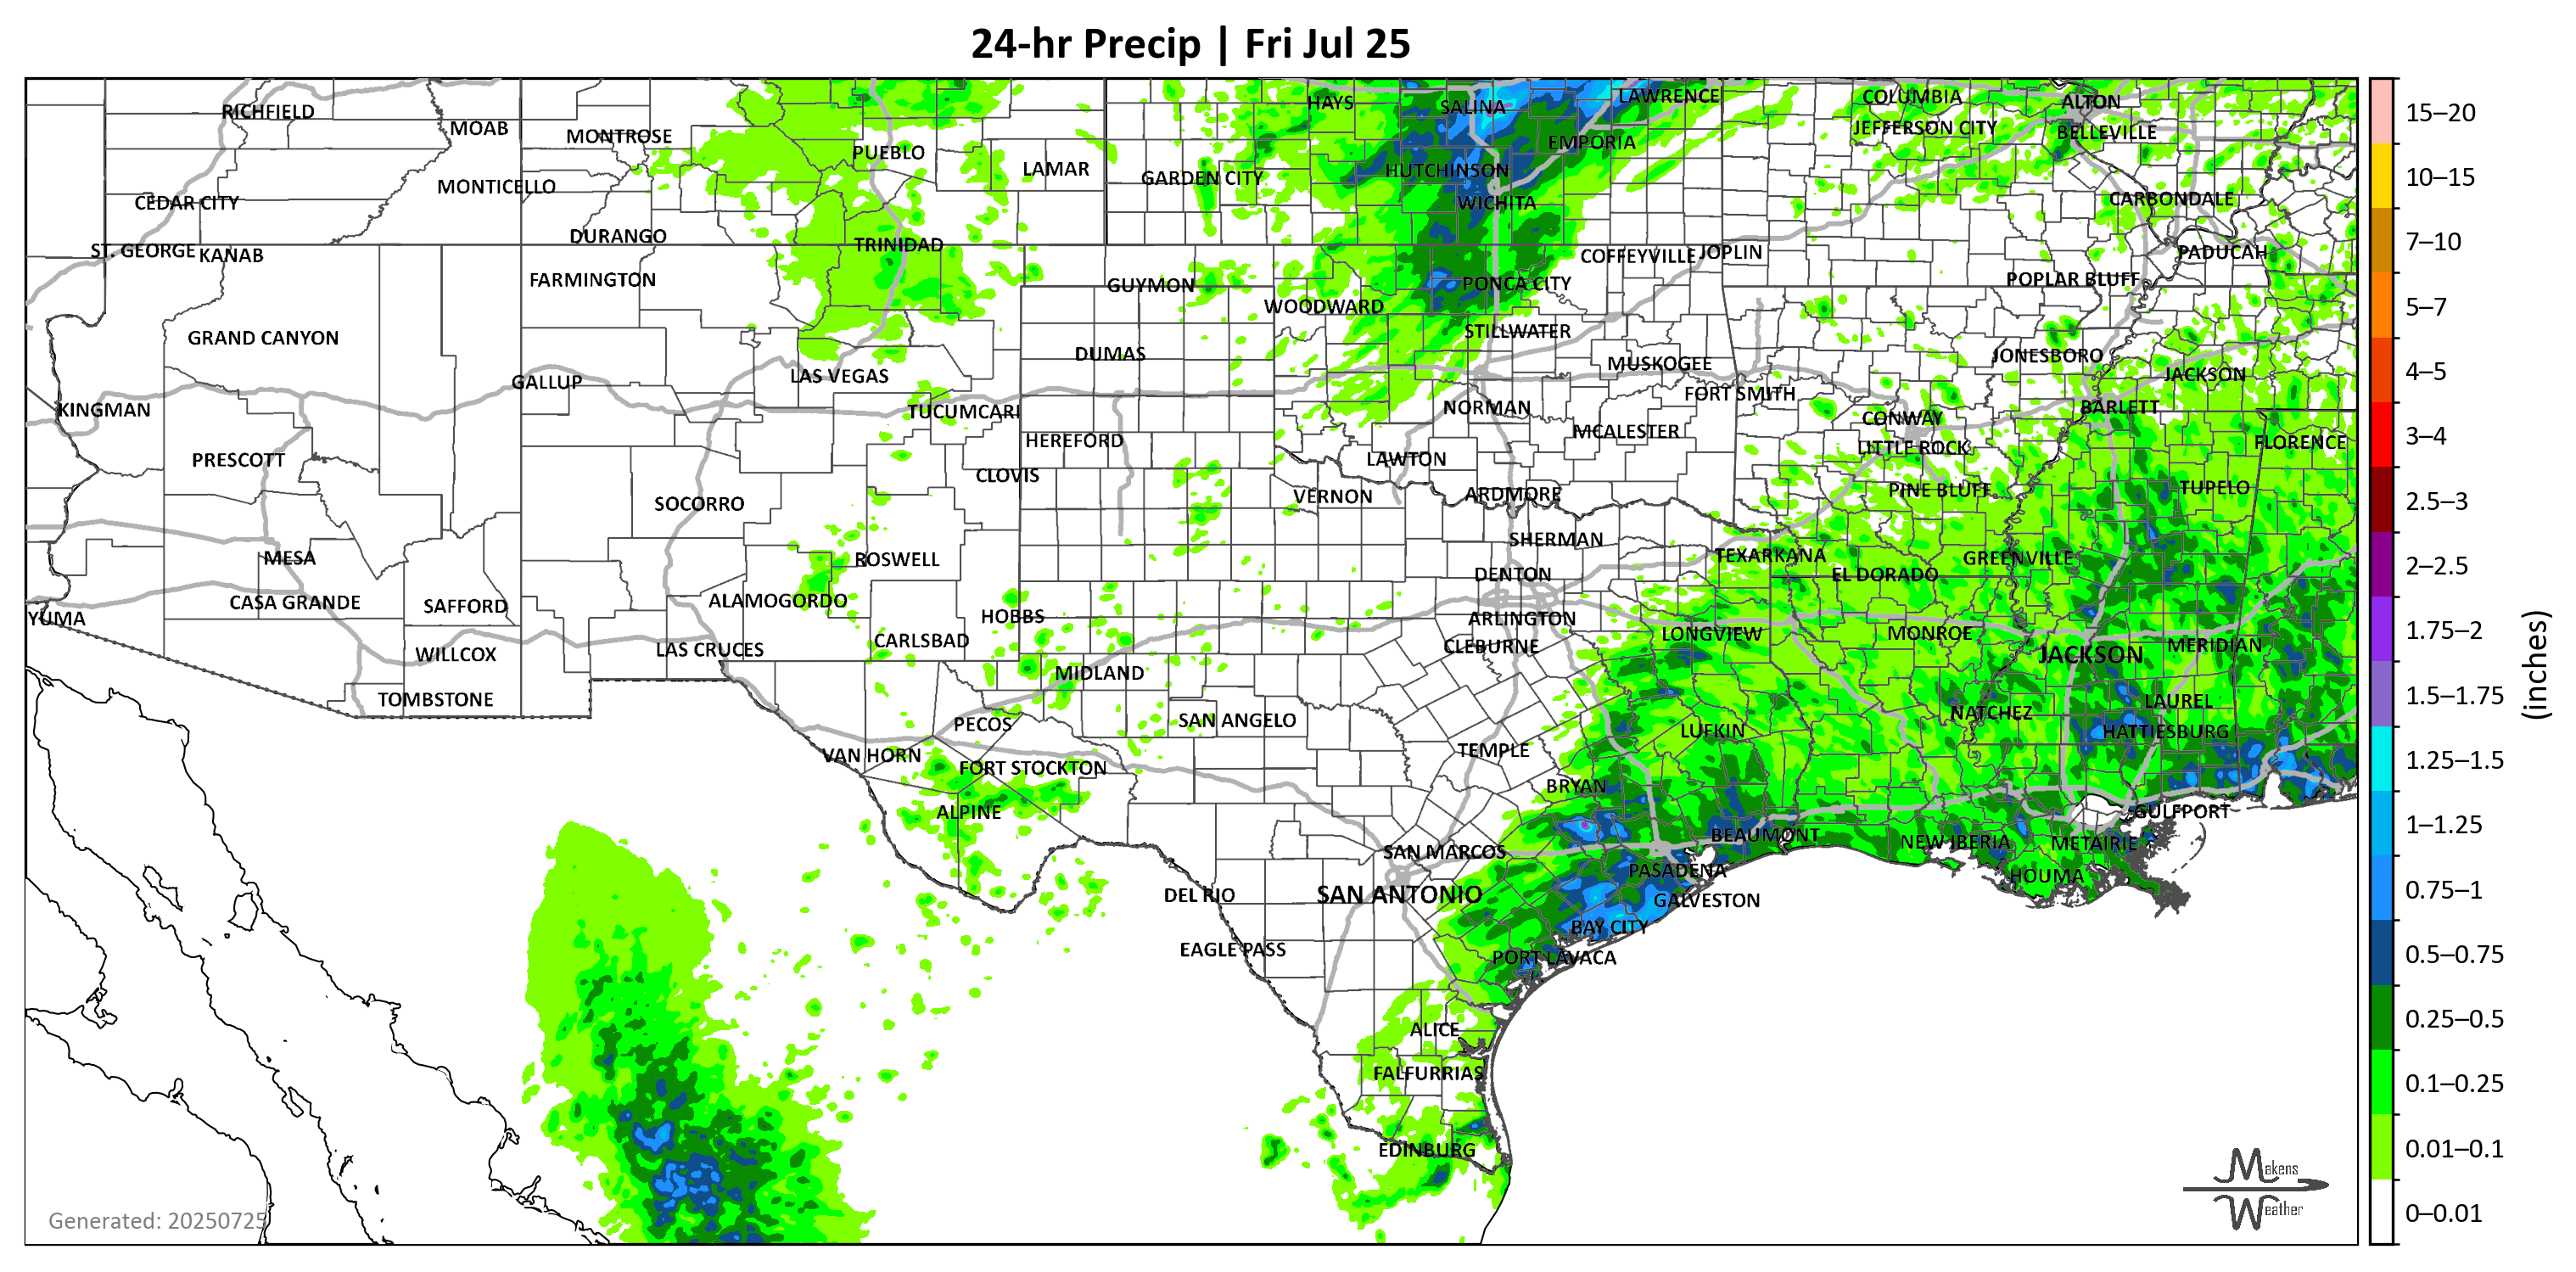 24-hr Precip | Fri Jul 25
RICHFIELD
MOAB
MONTROSE
PUEBLO
LAMAR
HAYS
SALINA
LAWRENCE
COLUMBIA
ALTON
JEFFERSON CITY
BELLEVILLE
EMPORIA
GARDEN CITY
HUTCHINSON
WICHITA
CARBONDALE
CEDAR CITY
MONTICELLO
ST. GEORGE
KANAB
DURANGO
TRINIDAD
COFFEYVILLE
JOPLIN
PADUCAH
FARMINGTON
GUYMON
WOODWARD
PONCA CITY
POPLAR BLUFF
GRAND CANYON
DUMAS
STILLWATER
MUSKOGEE
JONESBORO
JACKSON
GALLUP
LAS VEGAS
KINGMAN
TUCUMCARI
NORMAN
FORT SMITH
CONWAY
BARLETT
HEREFORD
MCALESTER
LITTLE ROCK
FLORENCE
PRESCOTT
CLOVIS
LAWTON
SOCORRO
VERNON
ARDMORE
PINE BLUFF
TUPELO
MESA
ROSWELL
SHERMAN
TEXARKANA
GREENVILLE
DENTON
EL DORADO
CASA GRANDE
SAFFORD
ALAMOGORDO
YUMA
HOBBS
ARLINGTON
CARLSBAD
CLEBURNE
LONGVIEW
MONROE
JACKSON
MERIDIAN
WILLCOX
LAS CRUCES
MIDLAND
TOMBSTONE
PECOS
SAN ANGELO
NATCHEZ
LAUREL
VAN HORN
TEMPLE
LUFKIN
HATTIESBURG
FORT STOCKTON
BRYAN
ALPINE
GULFPORT
SAN MARCOS
BEAUMONT
NEW IBERIA
METAIRIE
PASADENA
HOUMA
DEL RIO
SAN ANTONIO
GALVESTON
BAY CITY
EAGLE PASS
PORT LAVACA
ALICE
FALFURRIAS
EDINBURG
Generated: 20250725
Makens
Weather
15–20
10–15
7–10
5–7
4–5
3–4
2.5–3
2–2.5
1.75–2
1.5–1.75
1.25–1.5
1–1.25
0.75–1
0.5–0.75
0.25–0.5
0.1–0.25
0.01–0.1
0–0.01
(inches)